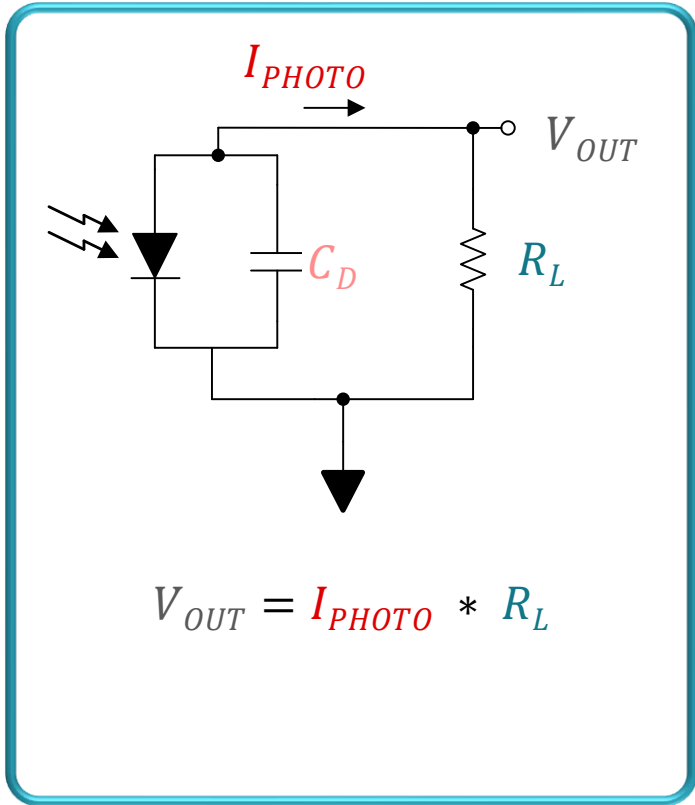 I_PHOTO
V_OUT
C_D
R_L
V_OUT = I_PHOTO * R_L